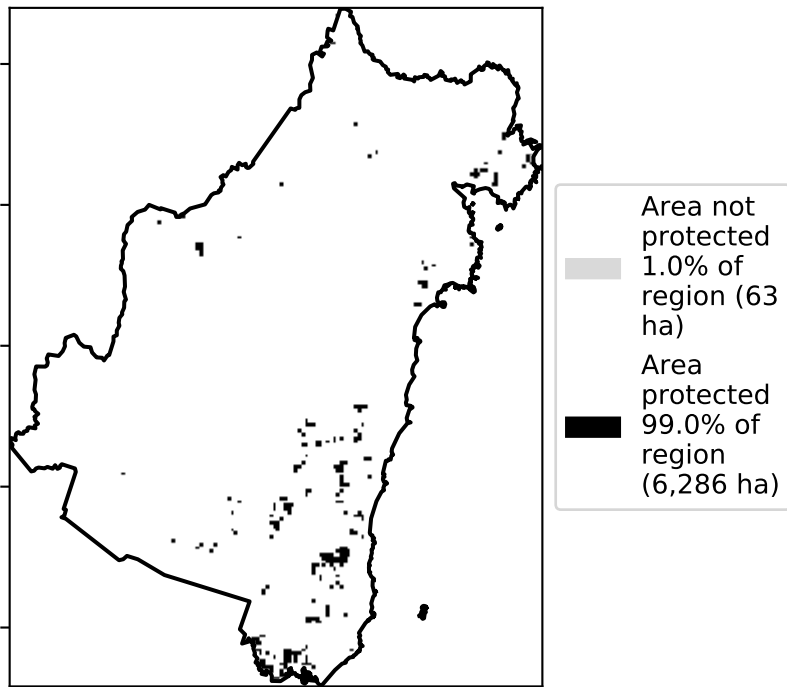 Area not
protected
1.0% of
region (63
ha)
Area
protected
99.0% of
region
(6,286 ha)